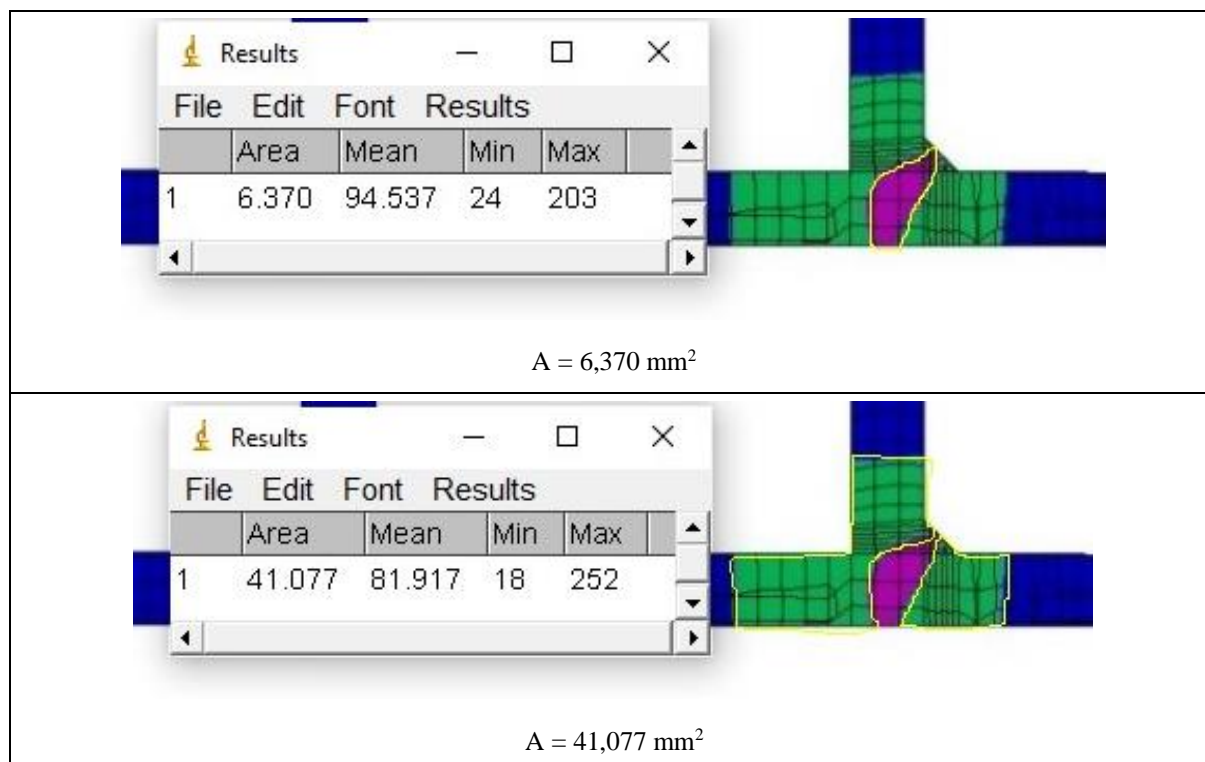 Results
File Edit Font Results
Area Mean Min Max
1 6.370 94.537 24 203
A = 6,370 mm²
Results
File Edit Font Results
Area Mean Min Max
1 41.077 81.917 18 252
A = 41,077 mm²